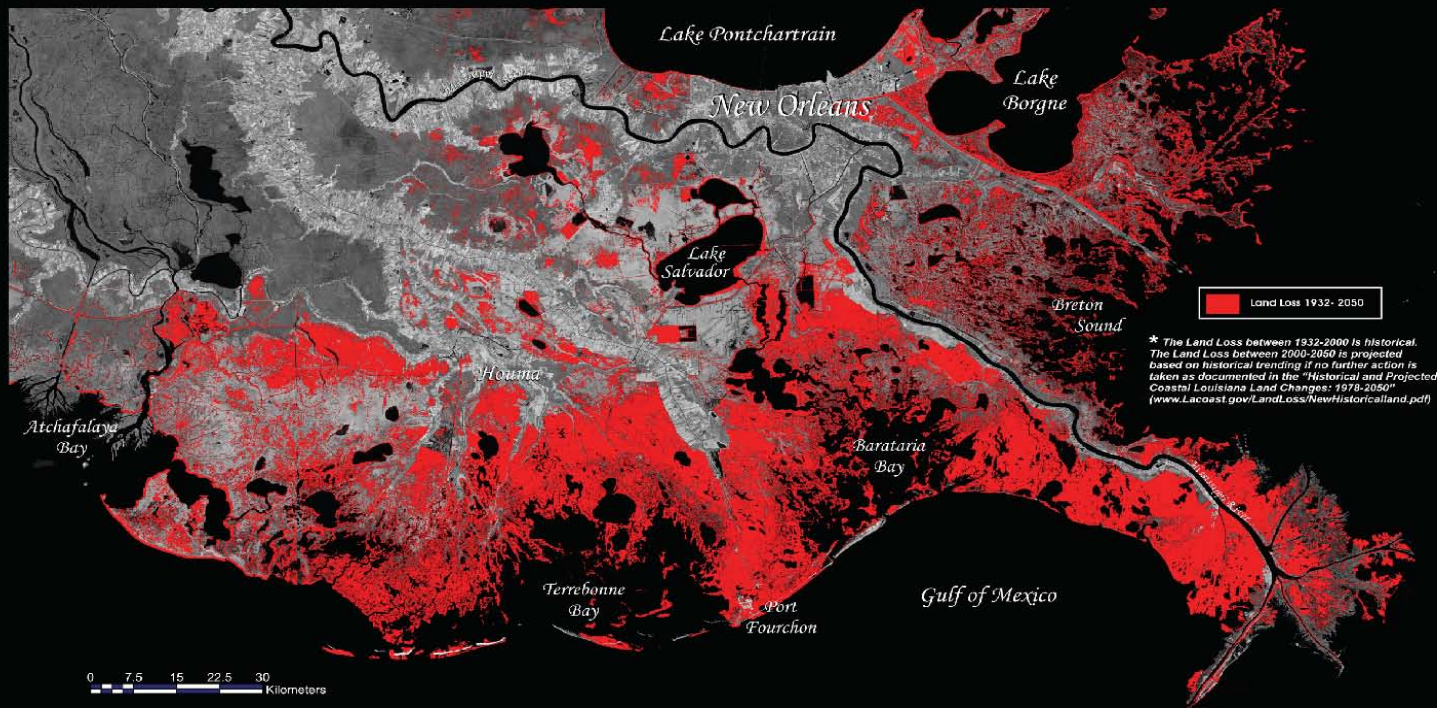 Lake Pontchartrain
Lake
Borgne
Mississippi River
New Orleans
Lake
Salvador
Breton
Sound
Land Loss 1932- 2050
* The Land Loss between 1932-2000 is historical.
The Land Loss between 2000-2050 is projected
based on historical trending if no further action is
taken as documented in the "Historical and Projected
Coastal Louisiana Land Changes: 1978-2050"
(www.Lacoast.gov/LandLoss/NewHistoricalland.pdf)
Houma
Atchafalaya
Bay
Barataria
Bay
Mississippi River
Terrebonne
Bay
Port
Fourchon
Gulf of Mexico
0 7.5 15 22.5 30
Kilometers